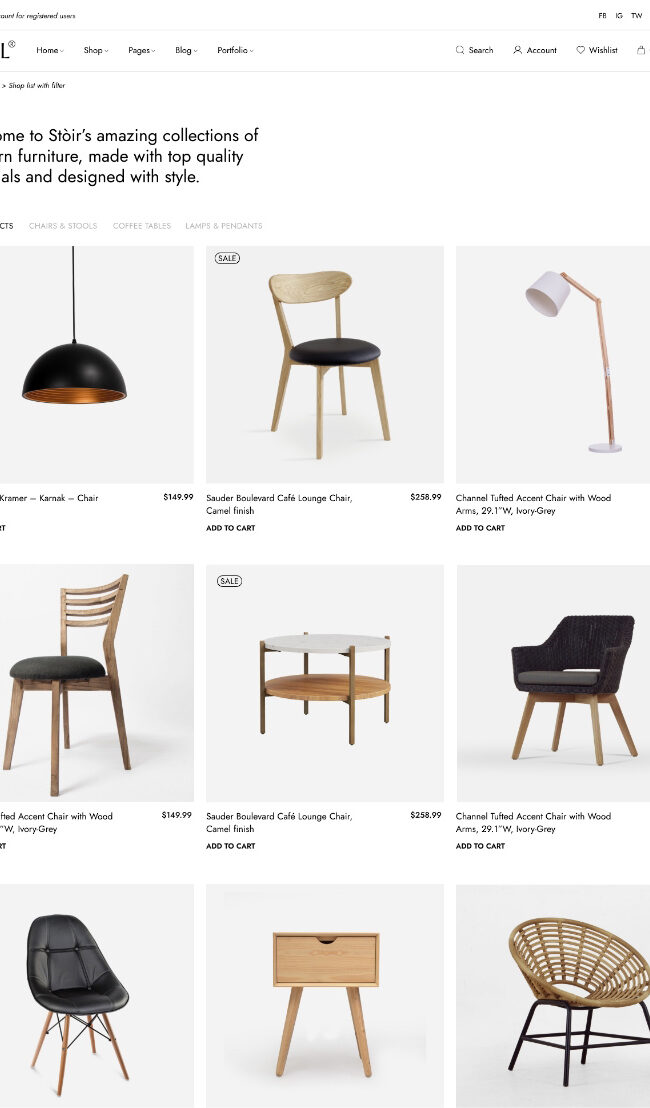 ount for registered users
FB IG TW
L®
Home Shop Pages Blog Portfolio
Search Account Wishlist
> Shop list with filter
ome to Stòir’s amazing collections of
rn furniture, made with top quality
ials and designed with style.
CTS CHAIRS & STOOLS COFFEE TABLES LAMPS & PENDANTS
SALE
Kramer – Karnak – Chair $149.99
RT
Sauder Boulevard Café Lounge Chair, $258.99
Camel finish
ADD TO CART
Channel Tufted Accent Chair with Wood
Arms, 29.1”W, Ivory-Grey
ADD TO CART
SALE
fted Accent Chair with Wood $149.99
”W, Ivory-Grey
RT
Sauder Boulevard Café Lounge Chair, $258.99
Camel finish
ADD TO CART
Channel Tufted Accent Chair with Wood
Arms, 29.1”W, Ivory-Grey
ADD TO CART